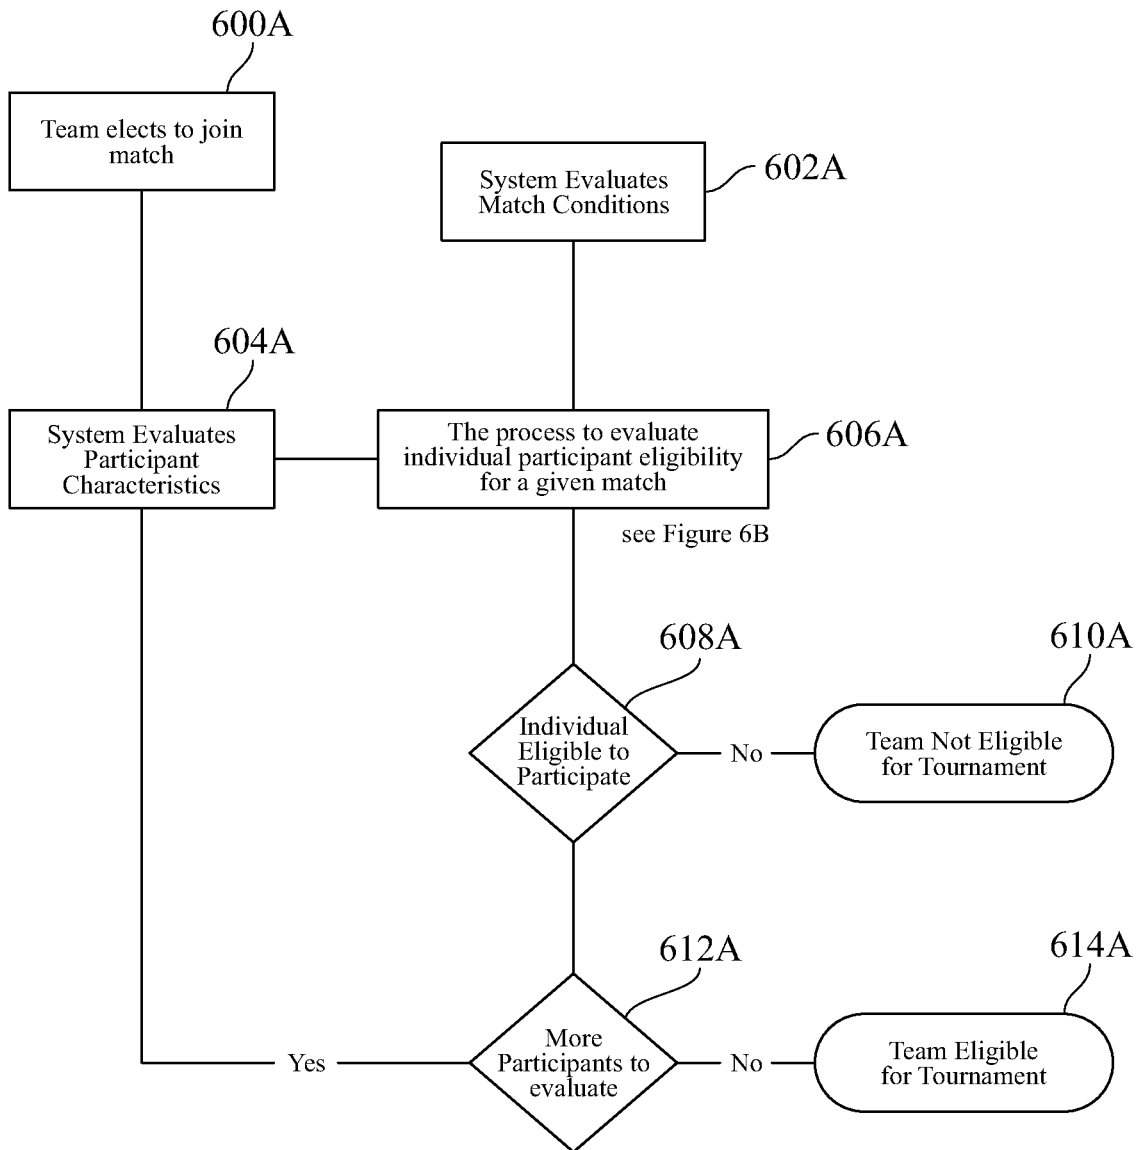 600A
Team elects to join
match
System Evaluates
Match Conditions
602A
604A
System Evaluates
Participant
Characteristics
The process to evaluate
individual participant eligibility
for a given match
606A
see Figure 6B
608A
610A
Individual
Eligible to
Participate
No
Team Not Eligible
for Tournament
612A
614A
Yes
More
Participants to
evaluate
No
Team Eligible
for Tournament